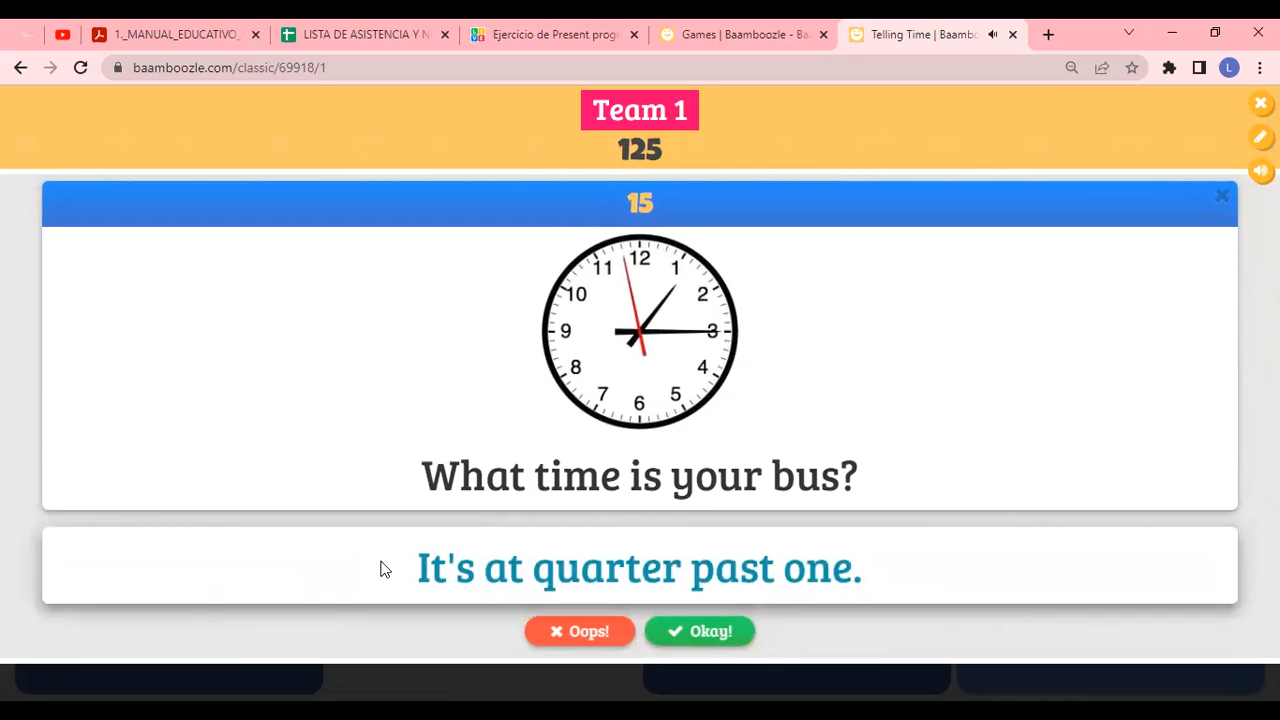 1._MANUAL_EDUCATIVO_
LISTA DE ASISTENCIA Y N
Ejercicio de Present prog
Games | Baamboozle - Ba
Telling Time | Baambo
baamboozle.com/classic/69918/1
L
Team 1
125
15
12
11
1
10
2
9
3
8
4
7
5
6
What time is your bus?
It's at quarter past one.
Oops!
Okay!